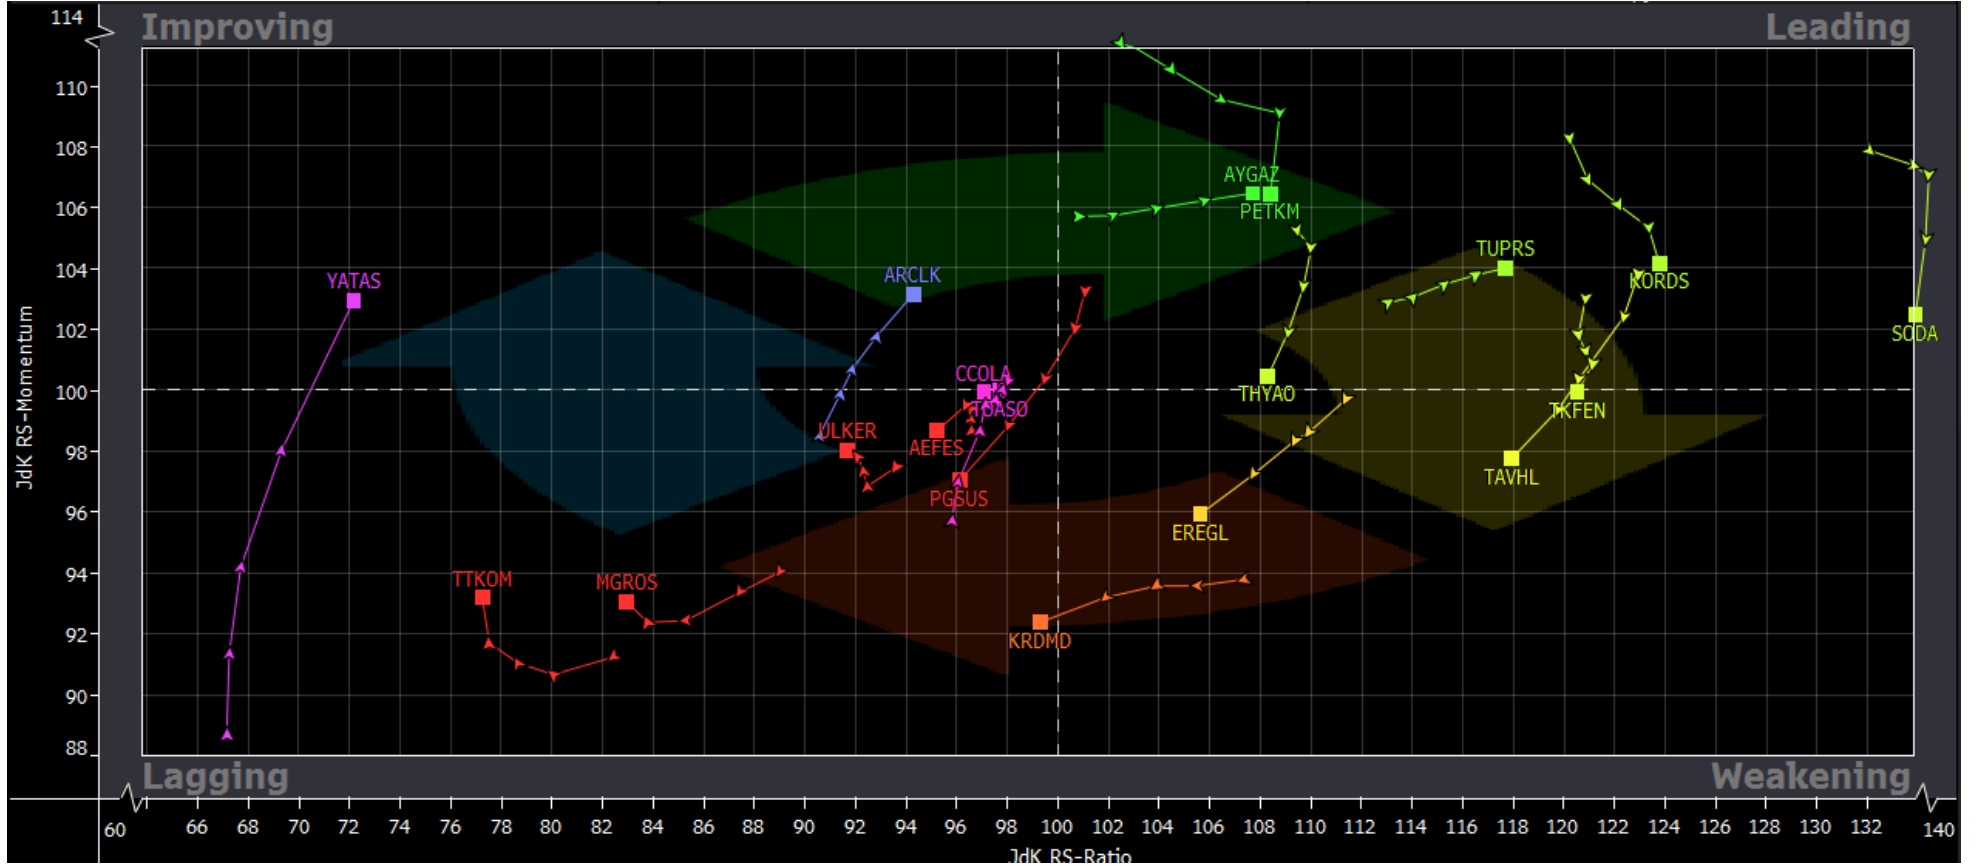 114
Improving
Leading
110
108
AYGAZ
106
PETKM
TUPRS
104
YATAS
ARCLK
KORDS
102
SODA
CCOLA
100
THYAO
TOASO
TKFEN
ULKER
AEFES
98
TAVHL
PGSUS
96
EREGL
94
TTKOM
MGROS
92
KRDMD
90
88
JdK RS-Momentum
Lagging
Weakening
60 66 68 70 72 74 76 78 80 82 84 86 88 90 92 94 96 98 100 102 104 106 108 110 112 114 116 118 120 122 124 126 128 130 132 140
JdK RS-Ratio